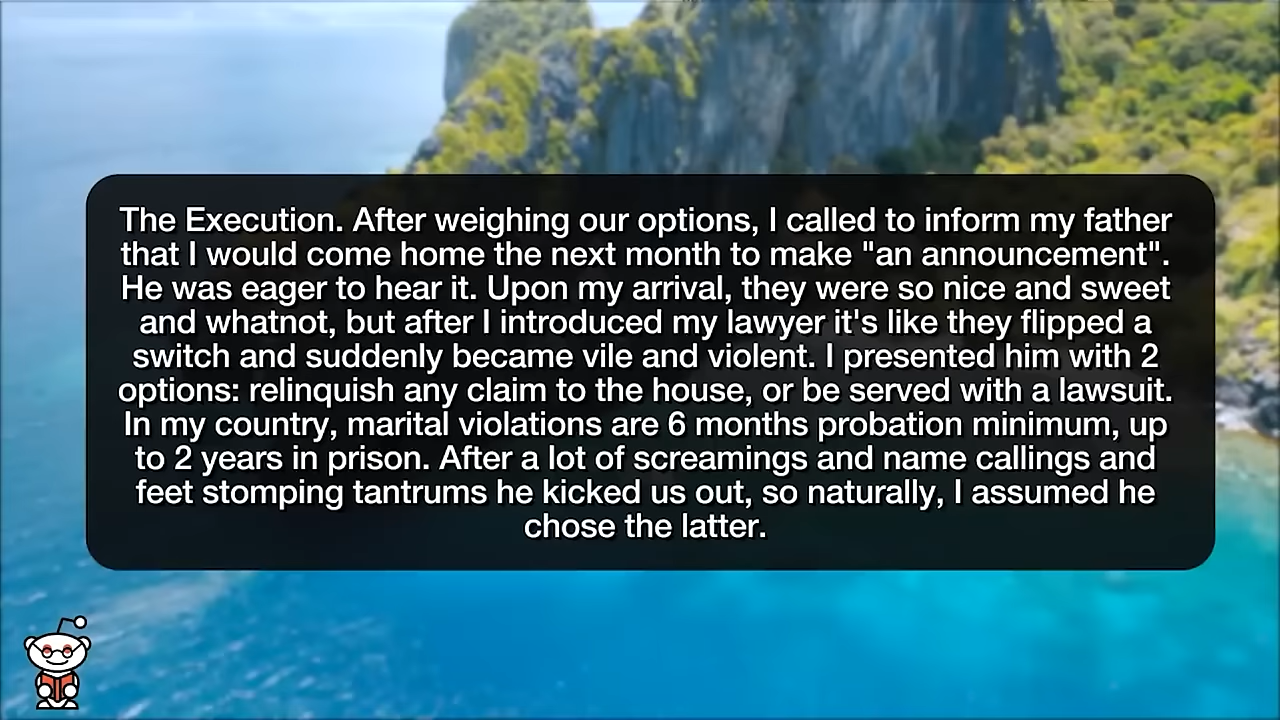 The Execution. After weighing our options, I called to inform my father
that I would come home the next month to make "an announcement".
He was eager to hear it. Upon my arrival, they were so nice and sweet
and whatnot, but after I introduced my lawyer it's like they flipped a
switch and suddenly became vile and violent. I presented him with 2
options: relinquish any claim to the house, or be served with a lawsuit.
In my country, marital violations are 6 months probation minimum, up
to 2 years in prison. After a lot of screamings and name callings and
feet stomping tantrums he kicked us out, so naturally, I assumed he
chose the latter.